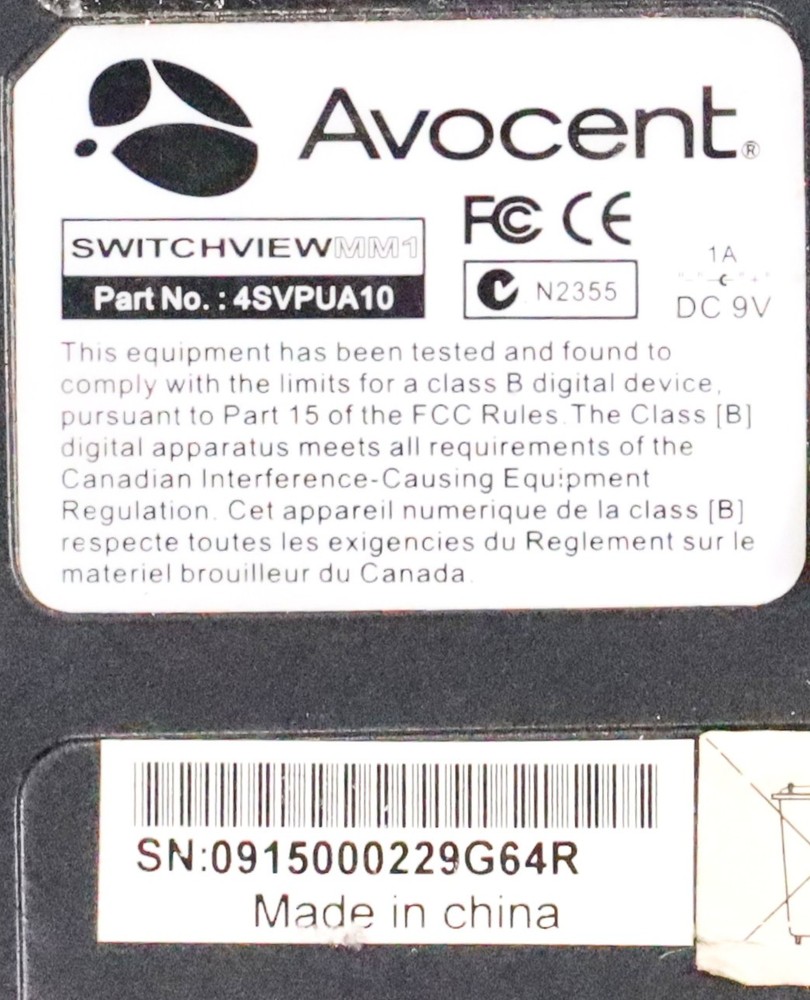 Avocent®
FC CE
SWITCHVIEWMM1
Part No. : 4SVPUA10
N2355
1A
DC 9V
This equipment has been tested and found to
comply with the limits for a class B digital device,
pursuant to Part 15 of the FCC Rules. The Class [B]
digital apparatus meets all requirements of the
Canadian Interference-Causing Equipment
Regulation. Cet appareil numerique de la class [B]
respecte toutes les exigencies du Reglement sur le
materiel brouilleur du Canada.
SN:0915000229G64R
Made in china